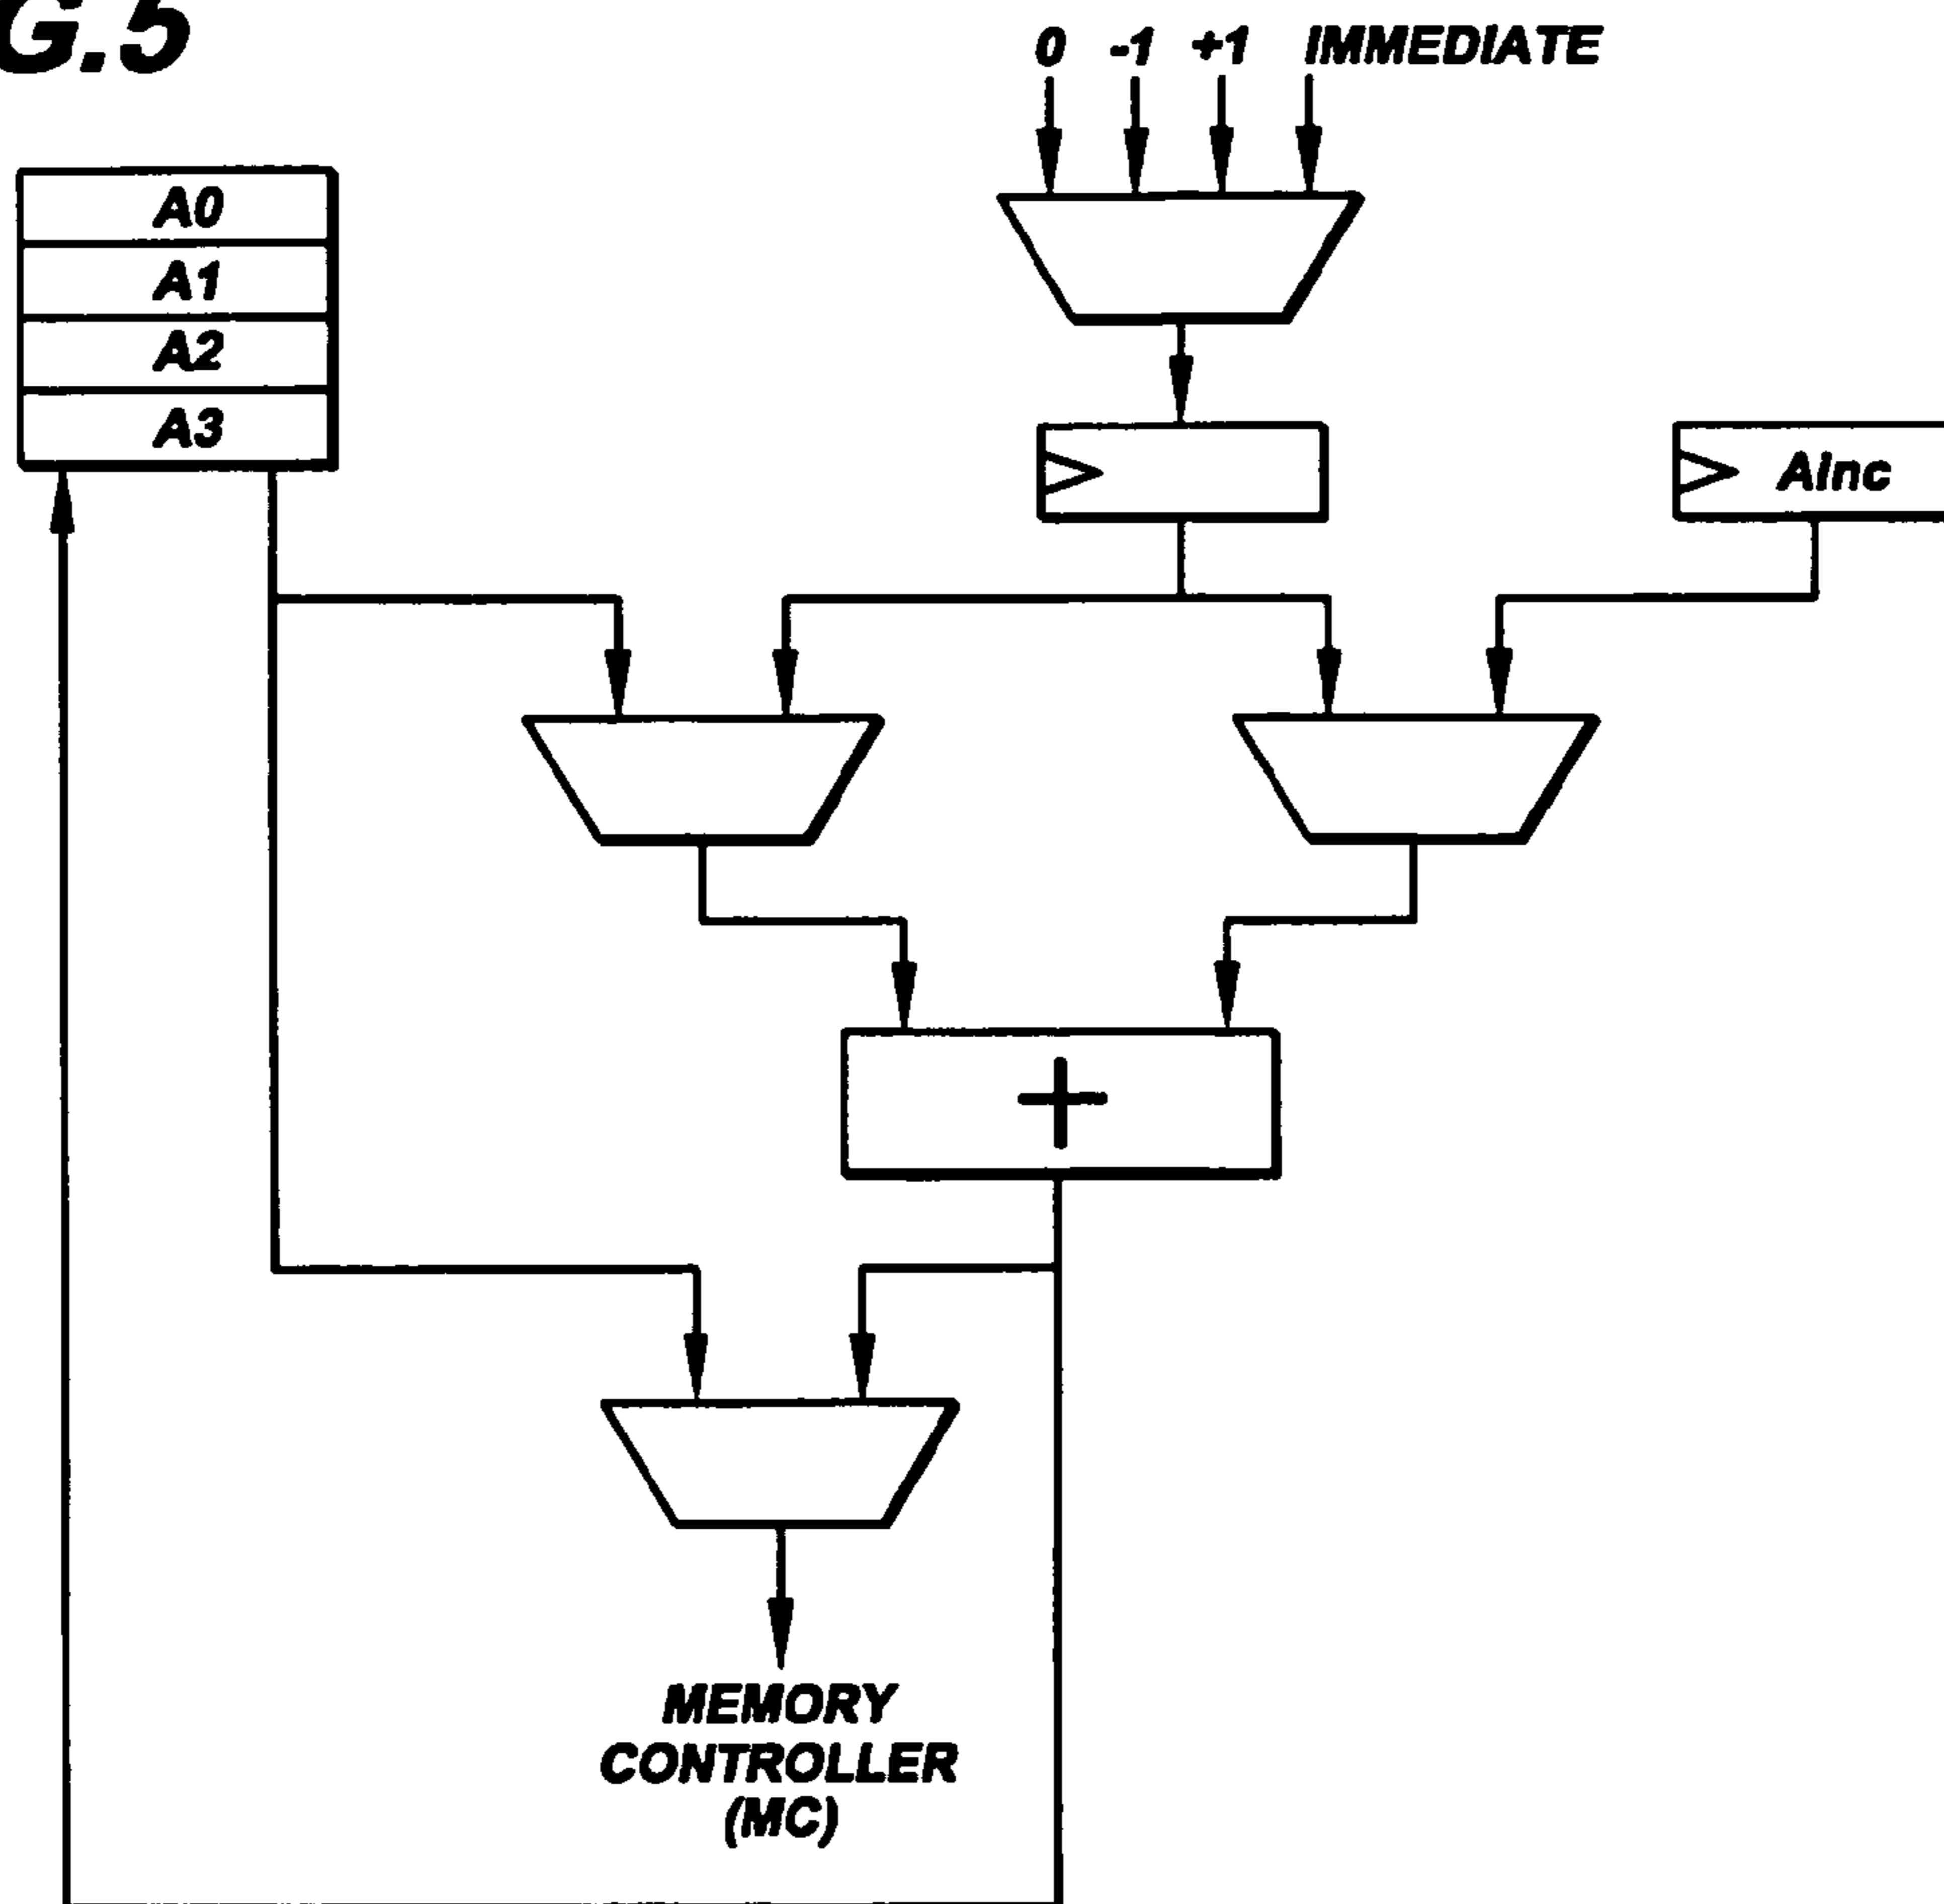 G.5
0 -1 +1 IMMEDIATE
A0
A1
A2
A3
AInc
+
MEMORY
CONTROLLER
(MC)